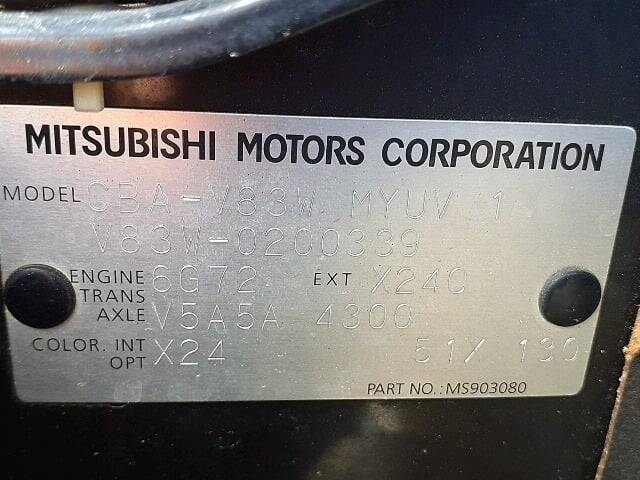 MITSUBISHI MOTORS CORPORATION
MODEL CBA-V83W MYUV 1
V83W-0200339
ENGINE 6G72 EXT X24C
TRANS
AXLE V5A5A 4300
COLOR. INT X24 51X 130
OPT
PART NO.:MS903080